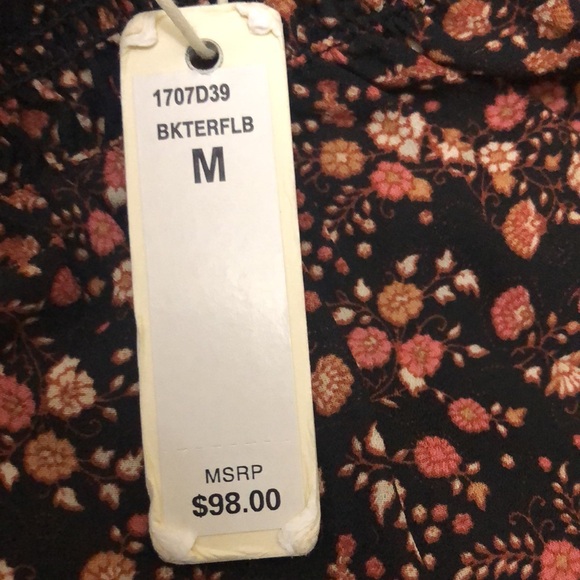 1707D39
BKTERFLB
M
MSRP
$98.00